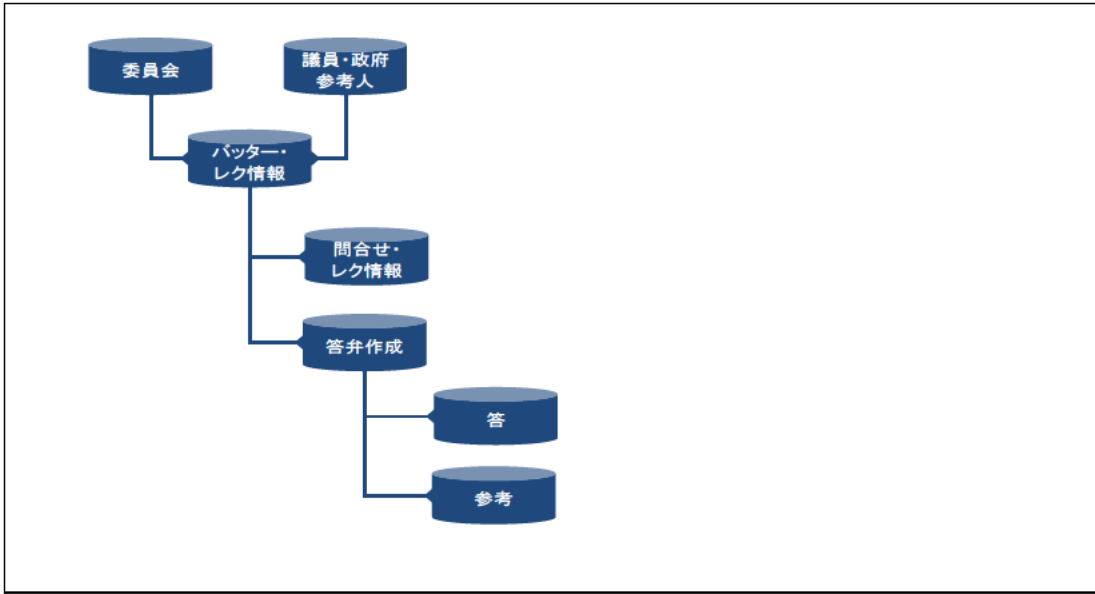 委員会
議員・政府
参考人
バッター・
レク情報
問合せ・
レク情報
答弁作成
答
参考